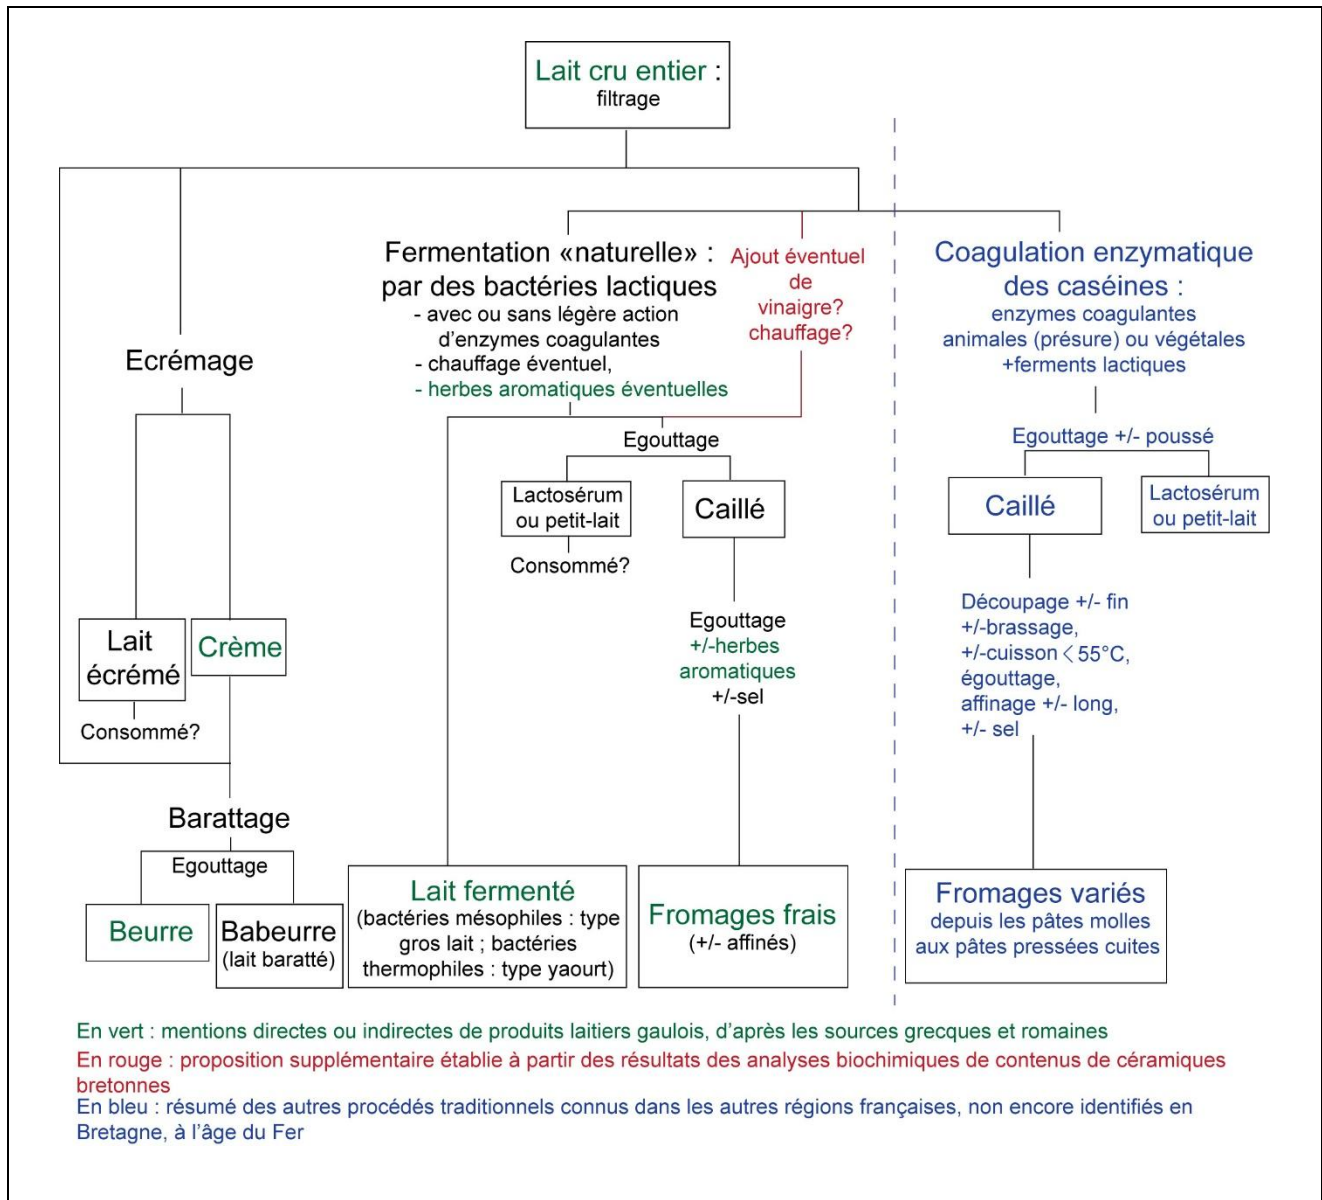 Lait cru entier :
filtrage
Fermentation «naturelle» :
par des bactéries lactiques
- avec ou sans légère action
d'enzymes coagulantes
- chauffage éventuel,
- herbes aromatiques éventuelles
Ajout éventuel
de
vinaigre?
chauffage?
Coagulation enzymatique
des caséines :
enzymes coagulantes
animales (présure) ou végétales
+ferments lactiques
Ecrémage
Egouttage
Egouttage +/- poussé
Lactosérum
ou petit-lait
Caillé
Caillé
Lactosérum
ou petit-lait
Consommé?
Découpage +/- fin
+/-brassage,
+/-cuisson < 55°C,
égouttage,
affinage +/- long,
+/- sel
Egouttage
+/-herbes
aromatiques
+/-sel
Lait
écrémé
Crème
Consommé?
Barattage
Egouttage
Beurre
Babeurre
(lait baratté)
Lait fermenté
(bactéries mésophiles : type
gros lait ; bactéries
thermophiles : type yaourt)
Fromages frais
(+/- affinés)
Fromages variés
depuis les pâtes molles
aux pâtes pressées cuites
En vert : mentions directes ou indirectes de produits laitiers gaulois, d'après les sources grecques et romaines
En rouge : proposition supplémentaire établie à partir des résultats des analyses biochimiques de contenus de céramiques
bretonnes
En bleu : résumé des autres procédés traditionnels connus dans les autres régions françaises, non encore identifiés en
Bretagne, à l'âge du Fer